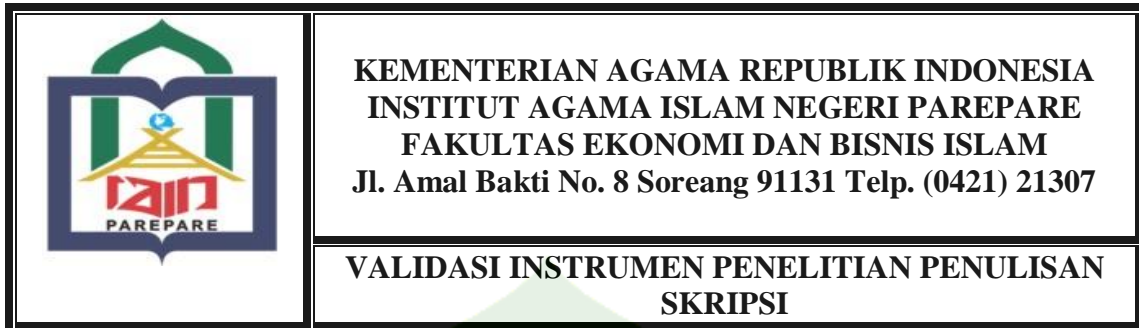 iain
PAREPARE
KEMENTERIAN AGAMA REPUBLIK INDONESIA
INSTITUT AGAMA ISLAM NEGERI PAREPARE
FAKULTAS EKONOMI DAN BISNIS ISLAM
Jl. Amal Bakti No. 8 Soreang 91131 Telp. (0421) 21307
VALIDASI INSTRUMEN PENELITIAN PENULISAN
SKRIPSI